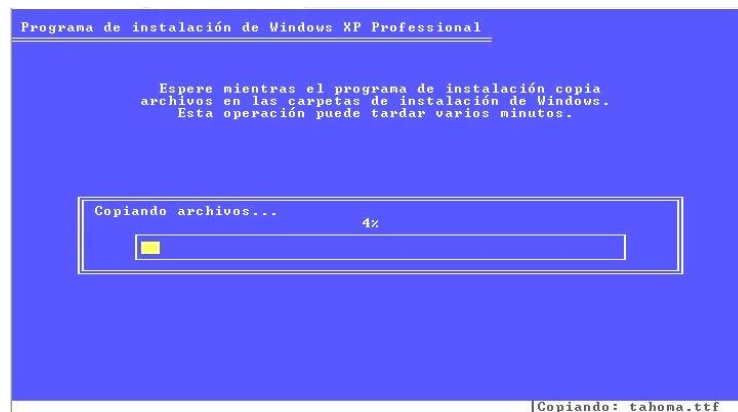 Programa de instalación de Windows XP Professional
Espere mientras el programa de instalación copia
archivos en las carpetas de instalación de Windows.
Esta operación puede tardar varios minutos.
Copiando archivos...
4%
|Copiando: tahoma.ttf